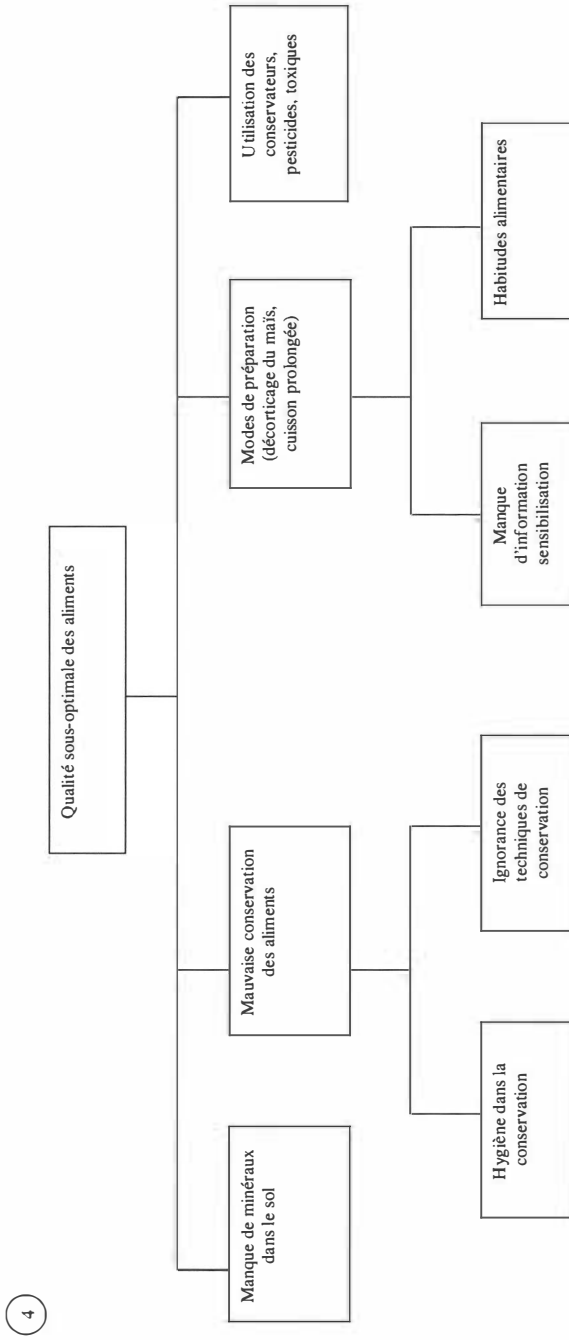 4
Qualité sous-optimale des aliments
Manque de minéraux
dans le sol
Mauvaise conservation
des aliments
Modes de préparation
(décorticage du maïs,
cuisson prolongée)
Utilisation des
conservateurs,
pesticides, toxiques
Hygiène dans la
conservation
Ignorance des
techniques de
conservation
Manque
d'information
sensibilisation
Habitudes alimentaires